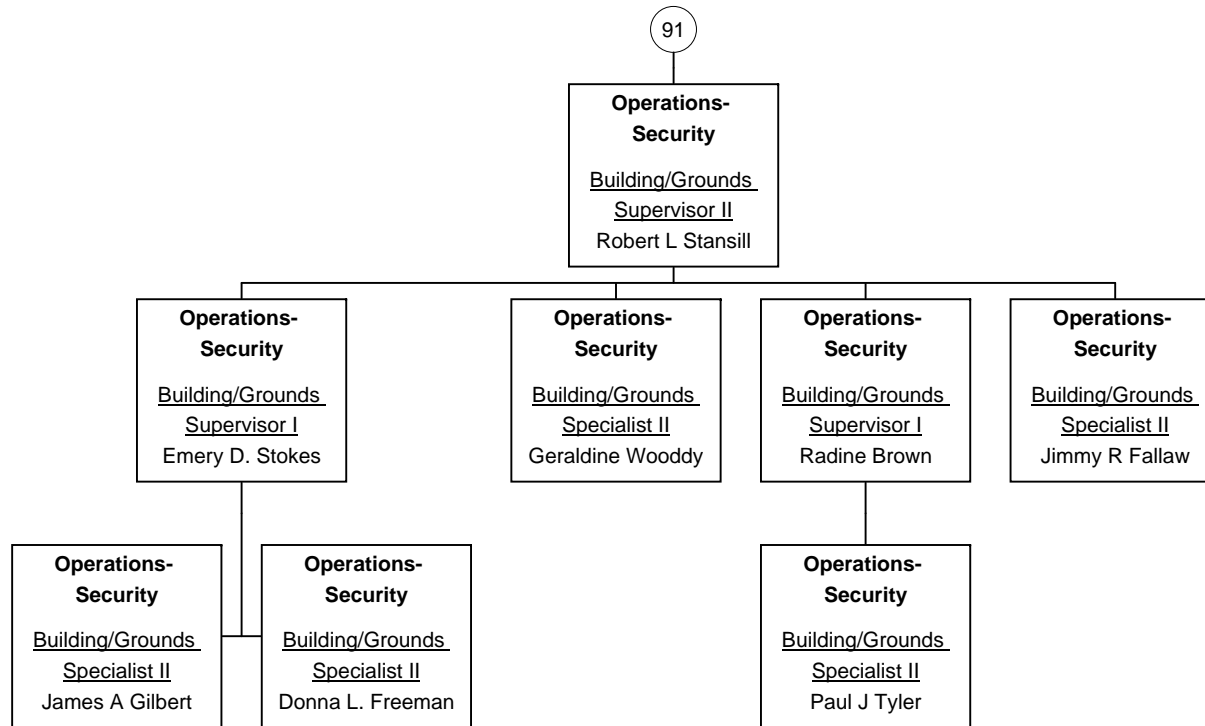 91
Operations-
Security
Building/Grounds
Supervisor II
Robert L Stansill
Operations-
Security
Building/Grounds
Supervisor I
Emery D. Stokes
Operations-
Security
Building/Grounds
Specialist II
Geraldine Wooddy
Operations-
Security
Building/Grounds
Supervisor I
Radine Brown
Operations-
Security
Building/Grounds
Specialist II
Jimmy R Fallaw
Operations-
Security
Building/Grounds
Specialist II
James A Gilbert
Operations-
Security
Building/Grounds
Specialist II
Donna L. Freeman
Operations-
Security
Building/Grounds
Specialist II
Paul J Tyler